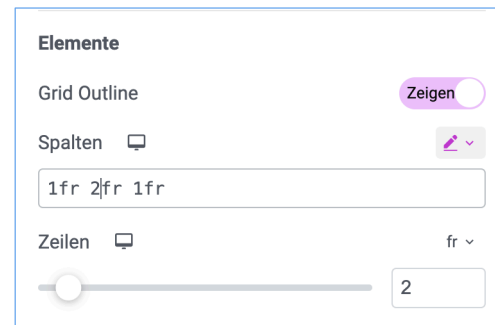 Elemente
Grid Outline Zeigen
Spalten
1fr 2fr 1fr
Zeilen fr
2